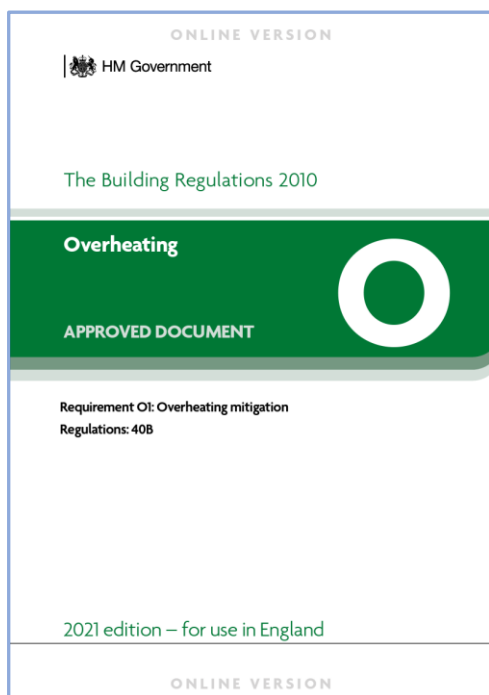 ONLINE VERSION
HM Government
The Building Regulations 2010
Overheating
O
APPROVED DOCUMENT
Requirement O1: Overheating mitigation
Regulations: 40B
2021 edition – for use in England
ONLINE VERSION